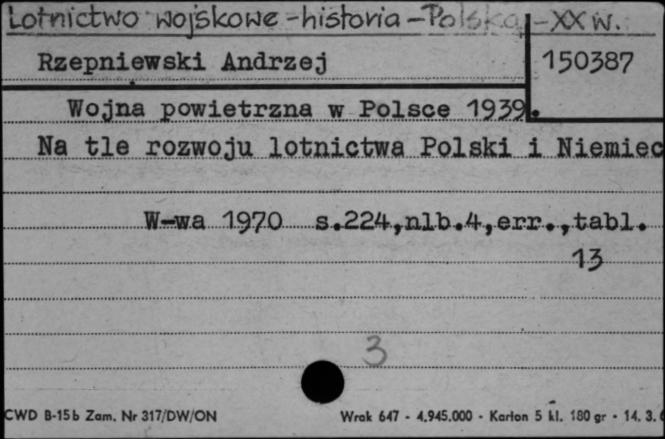 Lotnictwo wojskowe - historia - Polska - XX w.
Rzepniewski Andrzej 150387
Wojna powietrzna w Polsce 1939.
Na tle rozwoju lotnictwa Polski i Niemiec
W-wa 1970 s.224,nlb.4,err.,tabl.
13
3
CWD B-15b Zam. Nr 317/DW/ON Wrak 647 - 4.945.000 - Karton 5 kl. 180 gr - 14. 3.